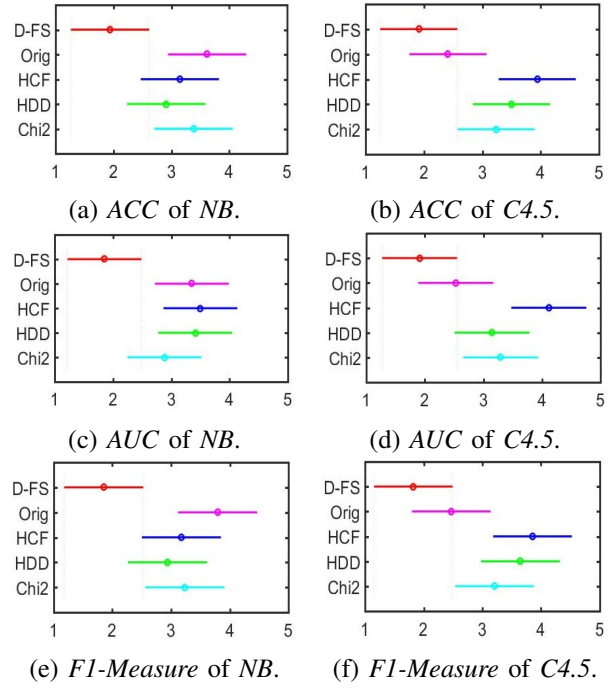 D-FS
Orig
HCF
HDD
Chi2
1 2 3 4 5
(a) ACC of NB.
D-FS
Orig
HCF
HDD
Chi2
1 2 3 4 5
(b) ACC of C4.5.
D-FS
Orig
HCF
HDD
Chi2
1 2 3 4 5
(c) AUC of NB.
D-FS
Orig
HCF
HDD
Chi2
1 2 3 4 5
(d) AUC of C4.5.
D-FS
Orig
HCF
HDD
Chi2
1 2 3 4 5
(e) F1-Measure of NB.
D-FS
Orig
HCF
HDD
Chi2
1 2 3 4 5
(f) F1-Measure of C4.5.